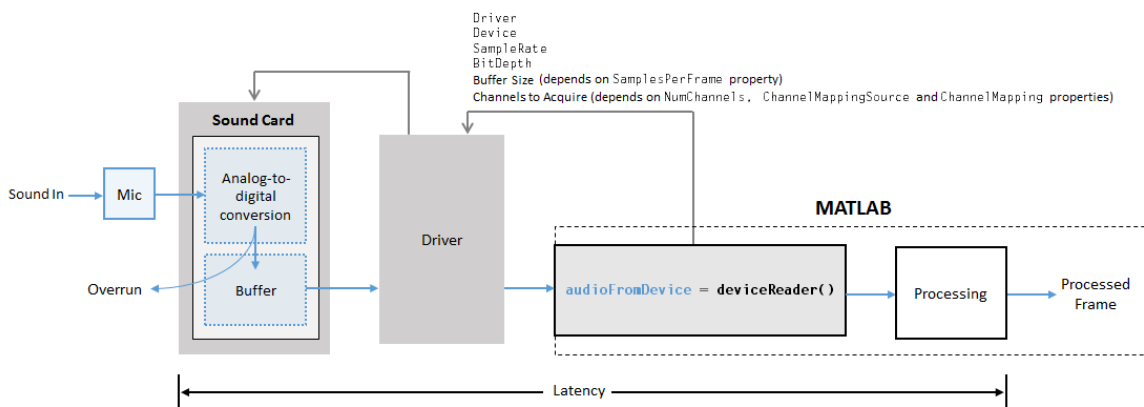 Driver
Device
SampleRate
BitDepth
Buffer Size (depends on SamplesPerFrame property)
Channels to Acquire (depends on NumChannels, ChannelMappingSource and ChannelMapping properties)
Sound Card
Sound In
Mic
Analog-to-
digital
conversion
Overrun
Buffer
Driver
MATLAB
audioFromDevice = deviceReader()
Processing
Processed
Frame
Latency